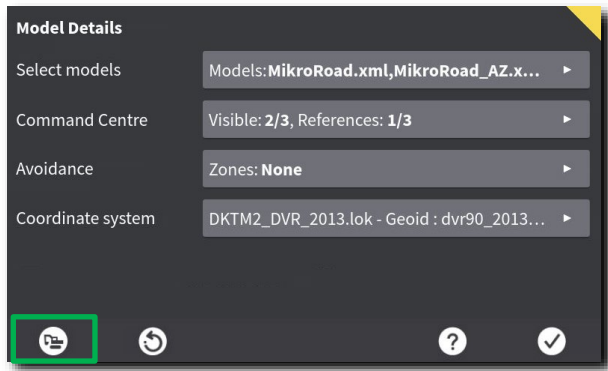 Model Details
Select models
Models: MikroRoad.xml,MikroRoad_AZ.x...
Command Centre
Visible: 2/3, References: 1/3
Avoidance
Zones: None
Coordinate system
DKTM2_DVR_2013.lok - Geoid : dvr90_2013...
?